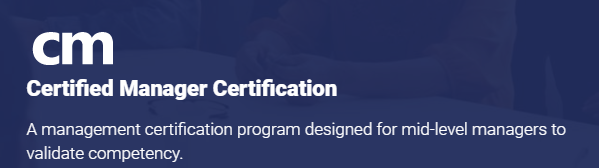 cm
Certified Manager Certification
A management certification program designed for mid-level managers to
validate competency.